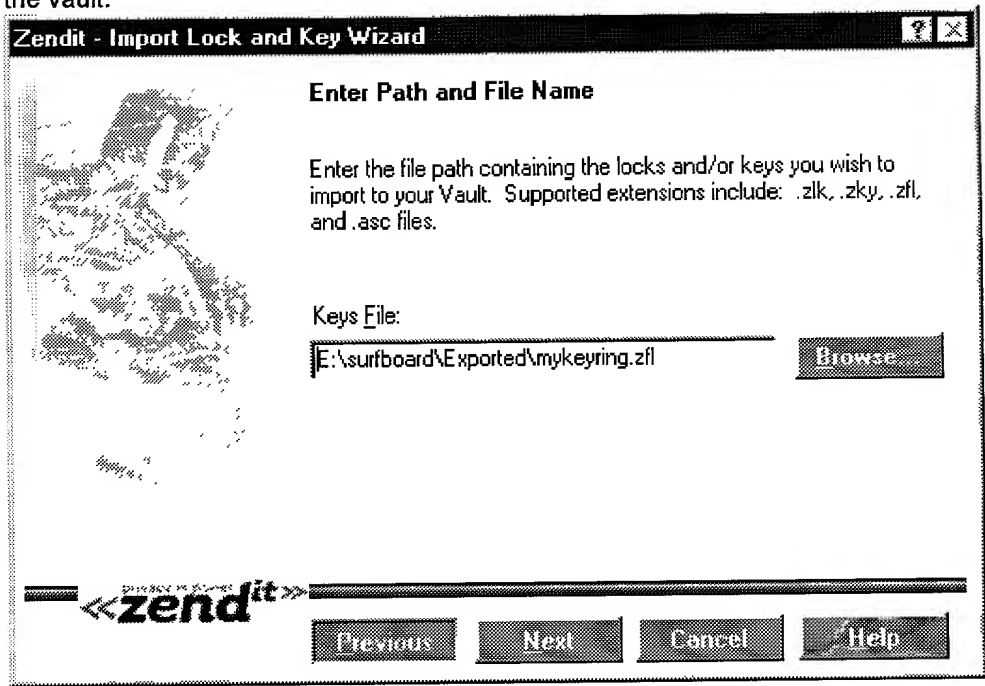 the vault.
Zendit - Import Lock and Key Wizard
Enter Path and File Name
Enter the file path containing the locks and/or keys you wish to
import to your Vault. Supported extensions include: .zlk, .zky, .zfl,
and .asc files.
Keys File:
E:\surfboard\Exported\mykeyring.zfl
Browse...
«zendit»
Previous
Next
Cancel
Help